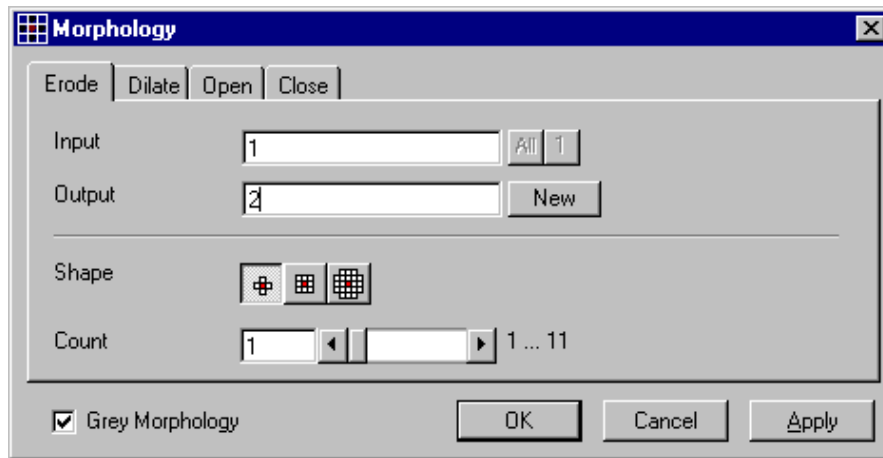 Morphology
Erode Dilate Open Close
Input 1 All 1
Output 2 New
Shape
Count 1 1 ... 11
Grey Morphology OK Cancel Apply